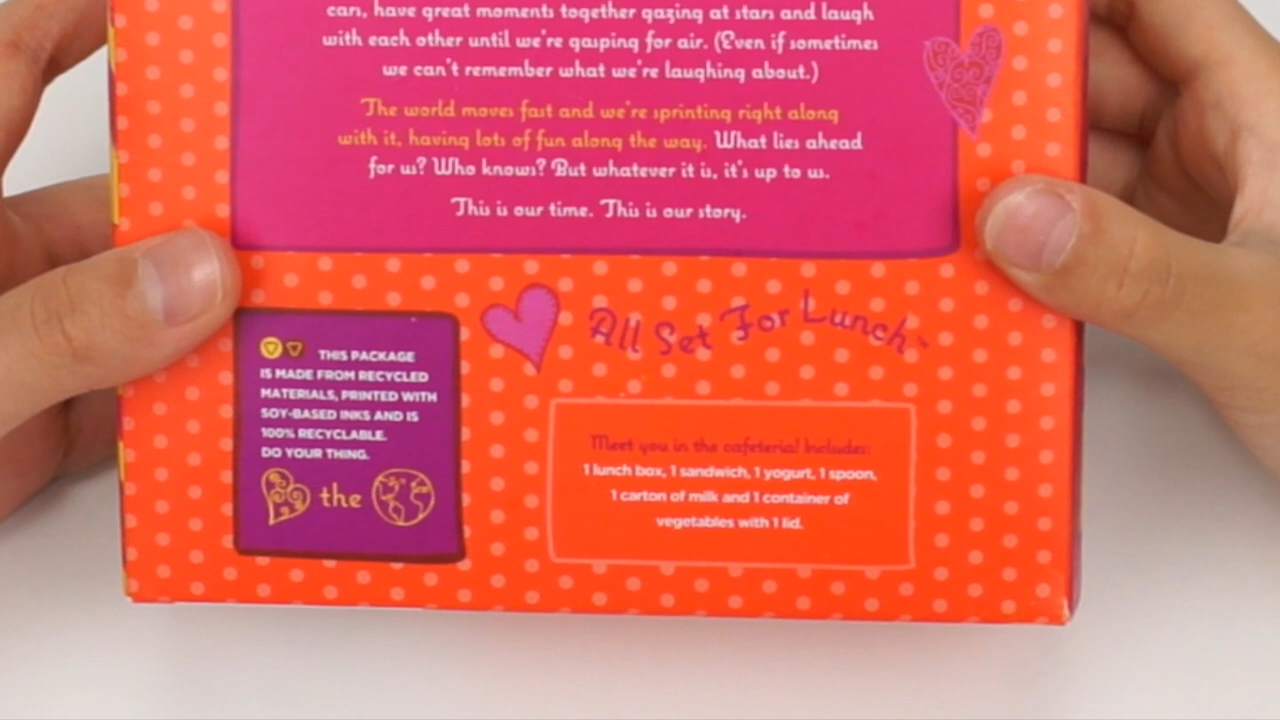 cars, have great moments together gazing at stars and laugh
with each other until we're gasping for air. (Even if sometimes
we can't remember what we're laughing about.)
The world moves fast and we're sprinting right along
with it, having lots of fun along the way. What lies ahead
for us? Who knows? But whatever it is, it's up to us.
This is our time. This is our story.
All Set For Lunch™
THIS PACKAGE
IS MADE FROM RECYCLED
MATERIALS, PRINTED WITH
SOY-BASED INKS AND IS
100% RECYCLABLE.
DO YOUR THING.
the
Meet you in the cafeteria! Includes:
1 lunch box, 1 sandwich, 1 yogurt, 1 spoon,
1 carton of milk and 1 container of
vegetables with 1 lid.